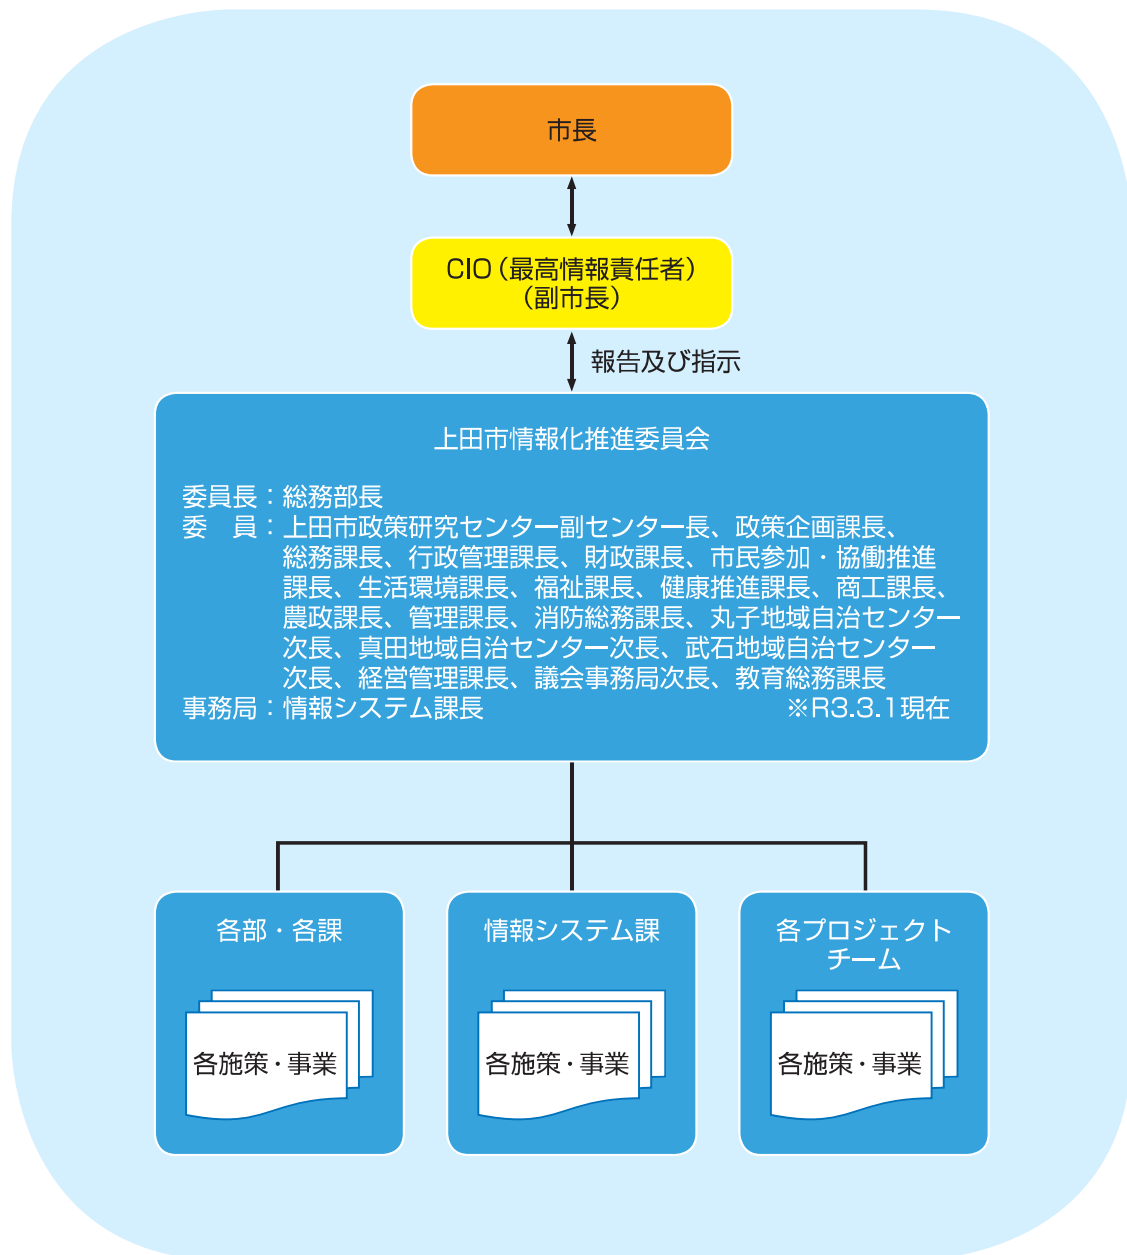 市長
CIO（最高情報責任者）
（副市長）
報告及び指示
上田市情報化推進委員会
委員長：総務部長
委　員：上田市政策研究センター副センター長、政策企画課長、
総務課長、行政管理課長、財政課長、市民参加・協働推進
課長、生活環境課長、福祉課長、健康推進課長、商工課長、
農政課長、管理課長、消防総務課長、丸子地域自治センター
次長、真田地域自治センター次長、武石地域自治センター
次長、経営管理課長、議会事務局次長、教育総務課長
事務局：情報システム課長　　　※R3.3.1現在
各部・各課
各施策・事業
情報システム課
各施策・事業
各プロジェクト
チーム
各施策・事業